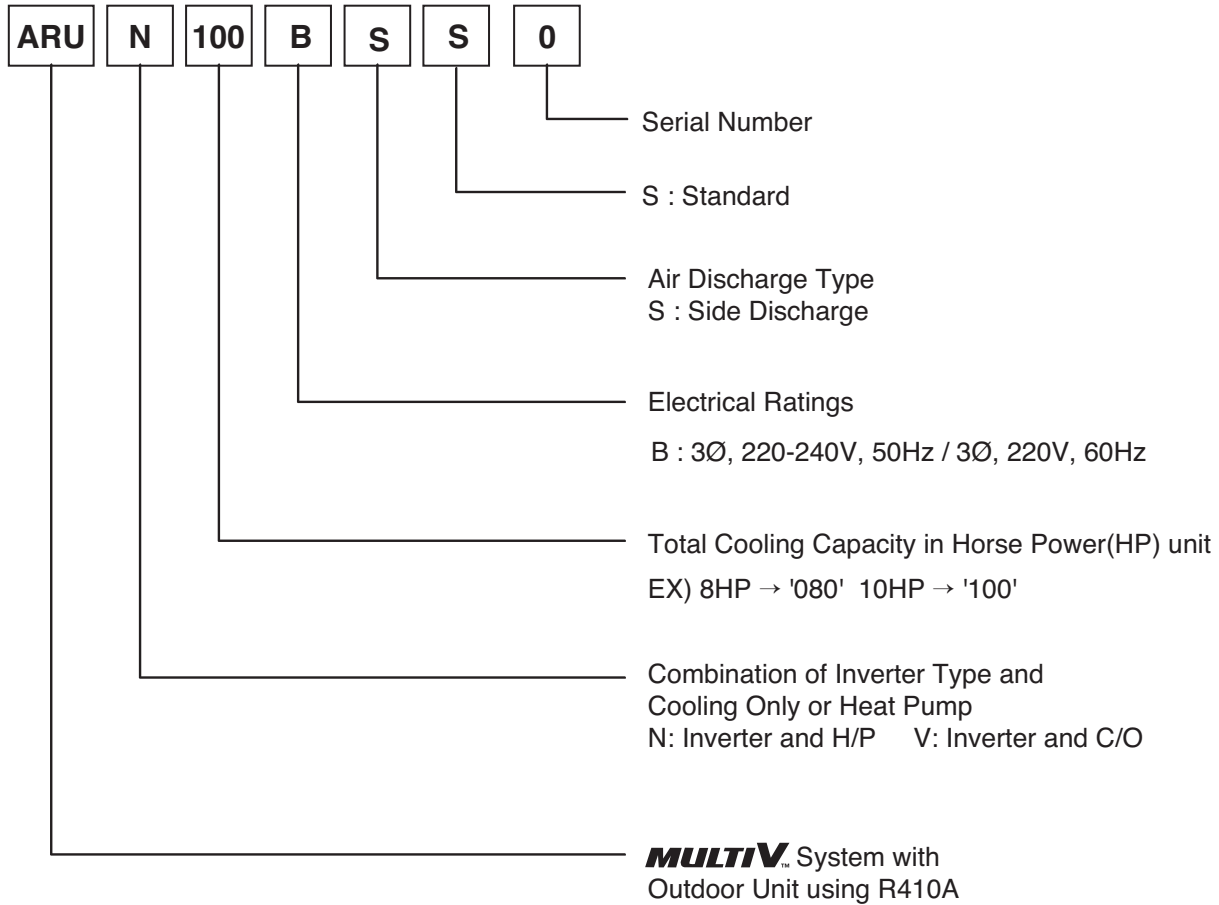 ARU N 100 B S S 0
Serial Number
S : Standard
Air Discharge Type
S : Side Discharge
Electrical Ratings
B : 3Ø, 220-240V, 50Hz / 3Ø, 220V, 60Hz
Total Cooling Capacity in Horse Power(HP) unit
EX) 8HP → '080' 10HP → '100'
Combination of Inverter Type and
Cooling Only or Heat Pump
N: Inverter and H/P V: Inverter and C/O
MULTI V™ System with
Outdoor Unit using R410A